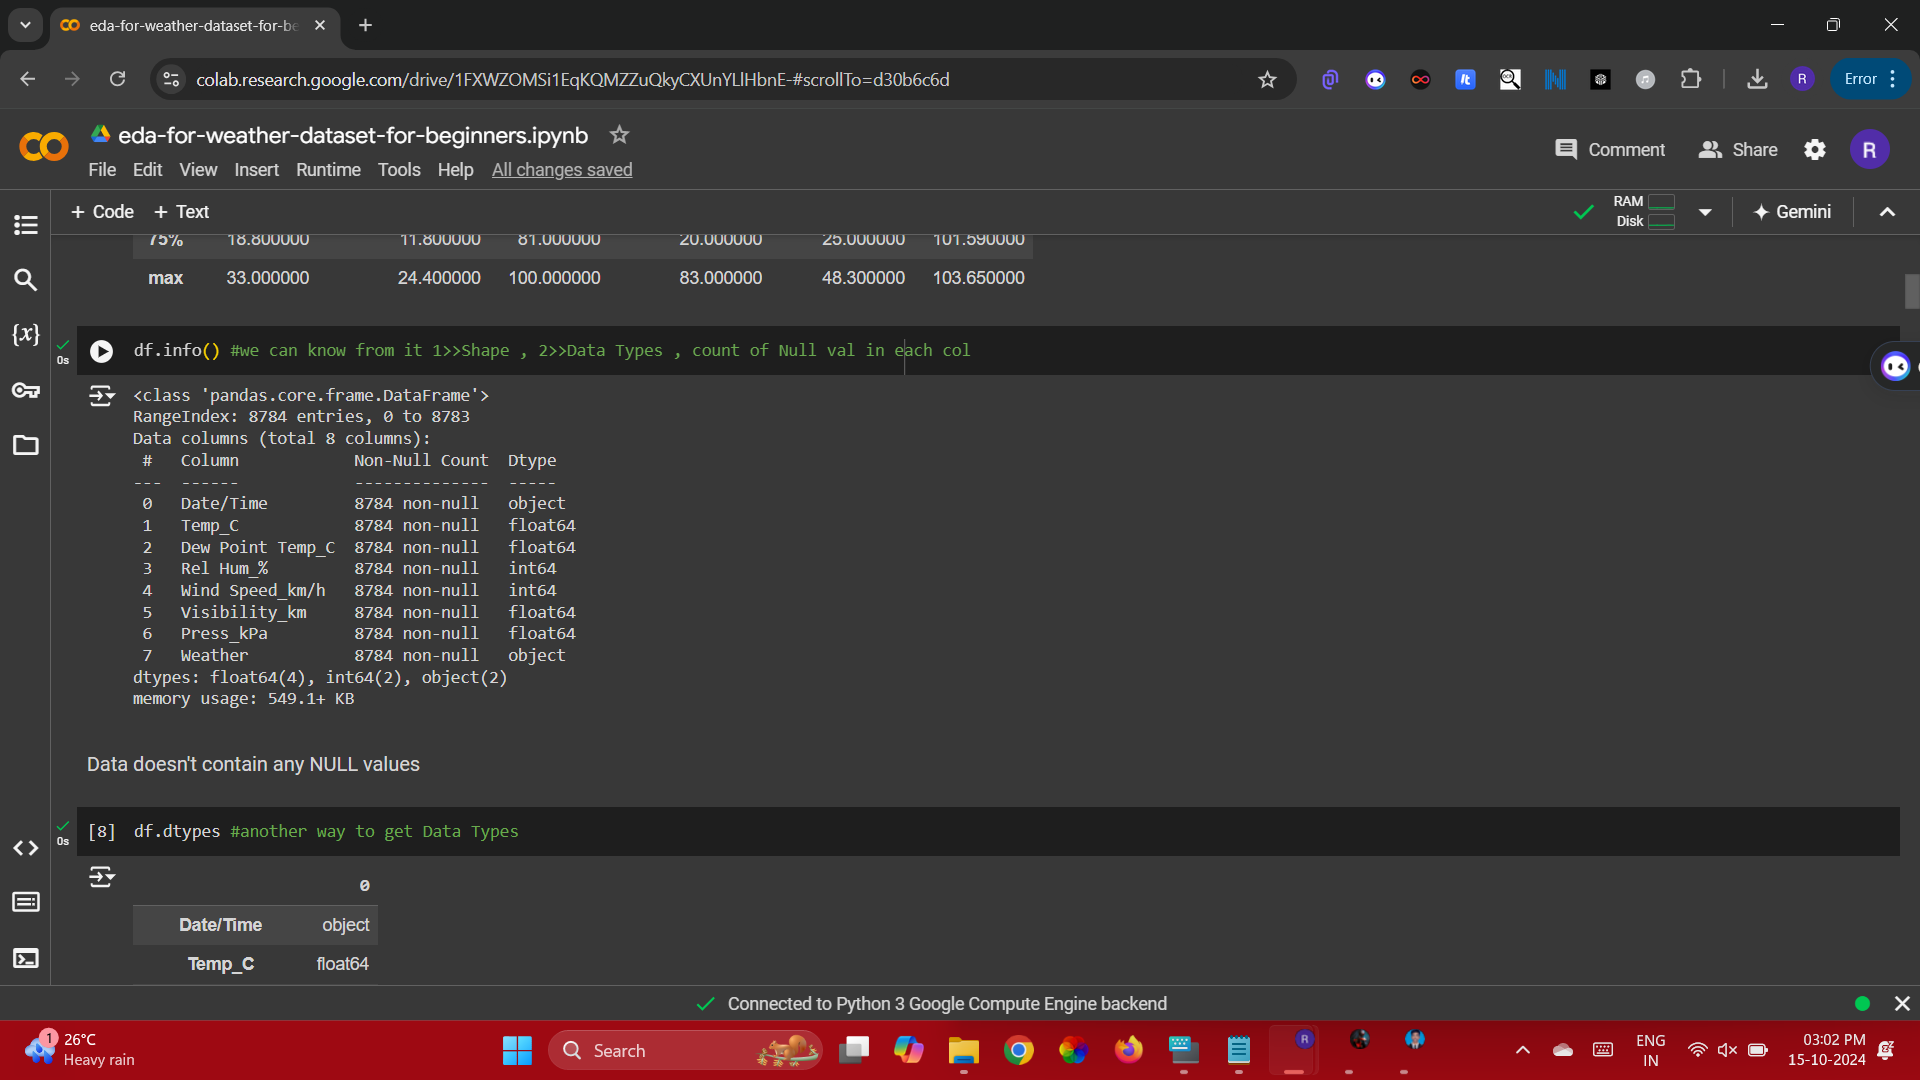 eda-for-weather-dataset-for-be
colab.research.google.com/drive/1FXWZOMSi1EqKQMZZuQkyCXUnYLlHbnE-#scrollTo=d30b6c6d
R
Error
eda-for-weather-dataset-for-beginners.ipynb
Comment
Share
R
File Edit View Insert Runtime Tools Help All changes saved
+ Code + Text
RAM
Disk
Gemini
75% 18.800000 11.800000 81.000000 20.000000 25.000000 101.590000
max 33.000000 24.400000 100.000000 83.000000 48.300000 103.650000
0s
df.info() #we can know from it 1>>Shape , 2>>Data Types , count of Null val in each col
<class 'pandas.core.frame.DataFrame'>
RangeIndex: 8784 entries, 0 to 8783
Data columns (total 8 columns):
# Column Non-Null Count Dtype
--- ------ -------------- -----
0 Date/Time 8784 non-null object
1 Temp_C 8784 non-null float64
2 Dew Point Temp_C 8784 non-null float64
3 Rel Hum_% 8784 non-null int64
4 Wind Speed_km/h 8784 non-null int64
5 Visibility_km 8784 non-null float64
6 Press_kPa 8784 non-null float64
7 Weather 8784 non-null object
dtypes: float64(4), int64(2), object(2)
memory usage: 549.1+ KB
Data doesn't contain any NULL values
0s
[8] df.dtypes #another way to get Data Types
0
Date/Time object
Temp_C float64
Connected to Python 3 Google Compute Engine backend
1
26°C
Heavy rain
Search
R
ENG
IN
03:02 PM
15-10-2024